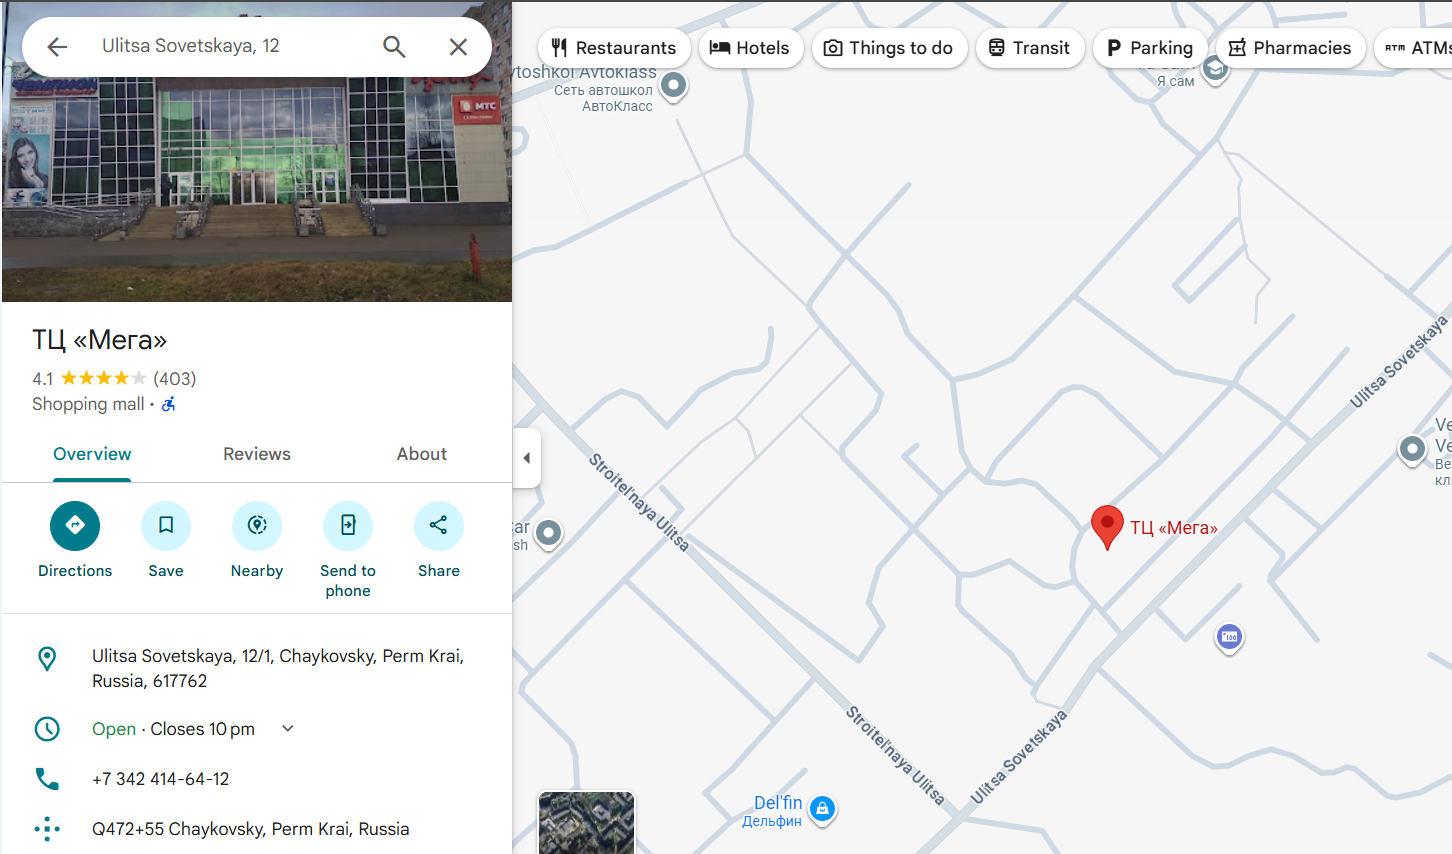 Ulitsa Sovetskaya, 12
Чемпион
МТС
ТЦ «Мега»
4.1
(403)
Shopping mall ·
Overview
Reviews
About
Directions
Save
Nearby
Send to
phone
Share
Ulitsa Sovetskaya, 12/1, Chaykovsky, Perm Krai,
Russia, 617762
Open · Closes 10 pm
+7 342 414-64-12
Q472+55 Chaykovsky, Perm Krai, Russia
Restaurants
Hotels
Things to do
Transit
Parking
Pharmacies
ATMs
Avtoklass
Сеть автошкол
АвтоКласс
Я сам
Ulitsa Sovetskaya
Stroitel'naya Ulitsa
ТЦ «Мега»
Stroitel'naya Ulitsa
Ulitsa Sovetskaya
Del'fin
Дельфин